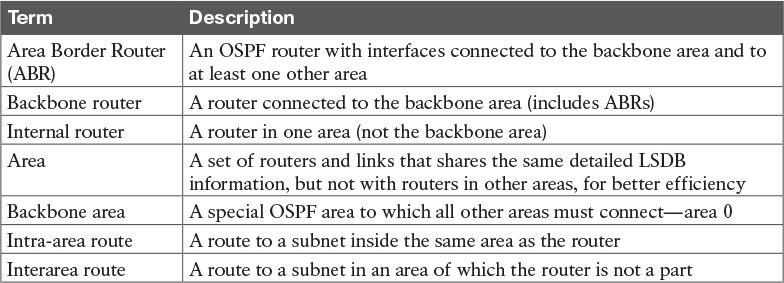 Term Description
Area Border Router An OSPF router with interfaces connected to the backbone area and to
(ABR) at least one other area
Backbone router A router connected to the backbone area (includes ABRs)
Internal router A router in one area (not the backbone area)
Area A set of routers and links that shares the same detailed LSDB
information, but not with routers in other areas, for better efficiency
Backbone area A special OSPF area to which all other areas must connect—area 0
Intra-area route A route to a subnet inside the same area as the router
Interarea route A route to a subnet in an area of which the router is not a part